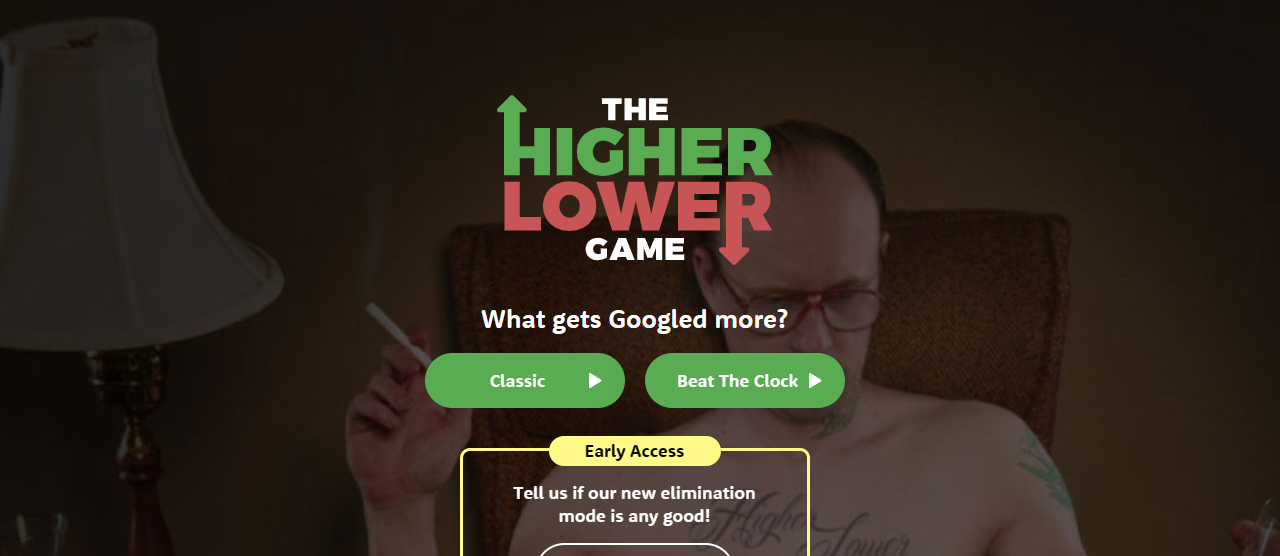 THE
HIGHER
LOWER
GAME
What gets Googled more?
Classic
Beat The Clock
Early Access
Tell us if our new elimination
mode is any good!
Higher
Lower